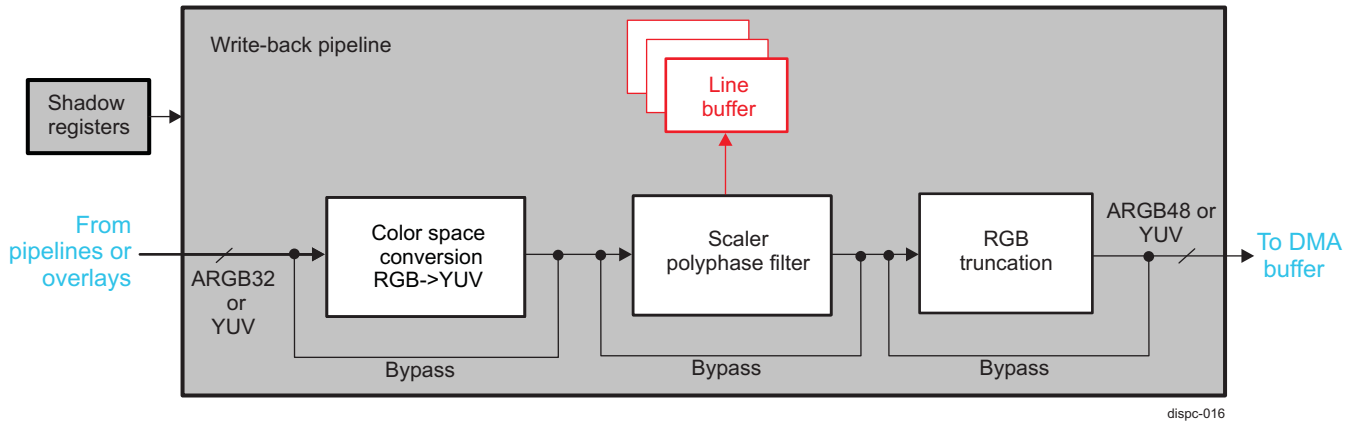 Write-back pipeline
Shadow
registers
Line
buffer
From
pipelines or
overlays
ARGB32
or
YUV
Color space
conversion
RGB->YUV
Scaler
polyphase filter
RGB
truncation
ARGB48 or
YUV
To DMA
buffer
Bypass
Bypass
Bypass
dispc-016